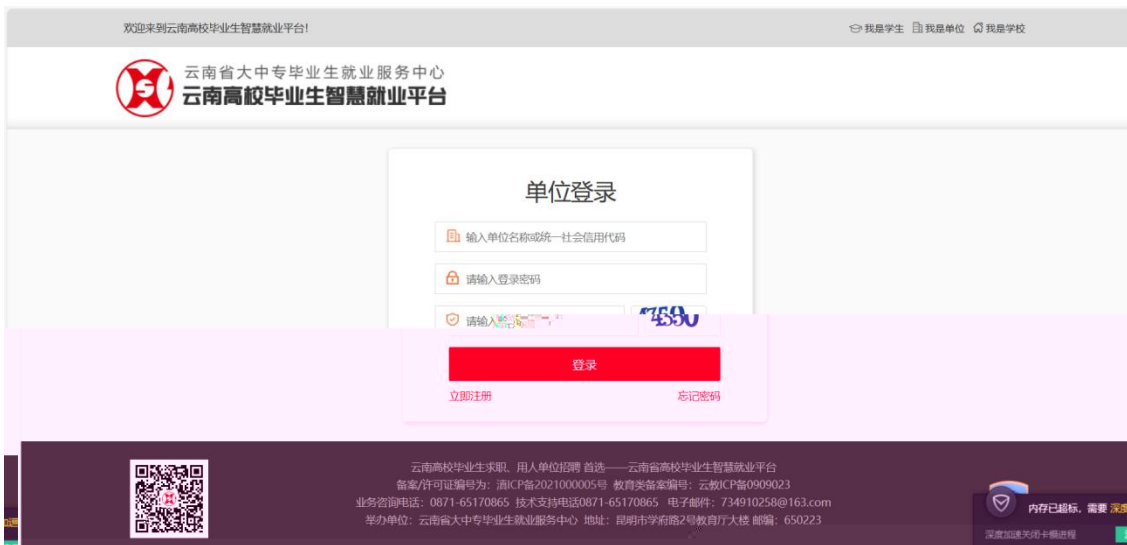 欢迎来到云南高校毕业生智慧就业平台!
我是学生 我是单位 我是学校
云南省大中专毕业生就业服务中心
云南高校毕业生智慧就业平台
单位登录
输入单位名称或统一社会信用代码
请输入登录密码
请输入
登录
立即注册 忘记密码
云南高校毕业生求职、用人单位招聘 首选——云南省高校毕业生智慧就业平台
备案/许可证编号为：滇ICP备2021000005号 教育类备案编号：云教ICP备0909023
业务咨询电话：0871-65170865 技术支持电话0871-65170865 电子邮件：734910258@163.com
举办单位：云南省大中专毕业生就业服务中心 地址：昆明市学府路2号教育厅大楼 邮编：650223
内存已超标，需要 深度
深度加速关闭卡慢进程